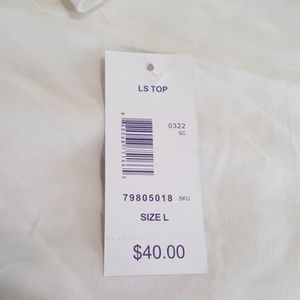 LS TOP
0322
SC
79805018 SKU
SIZE L
$40.00